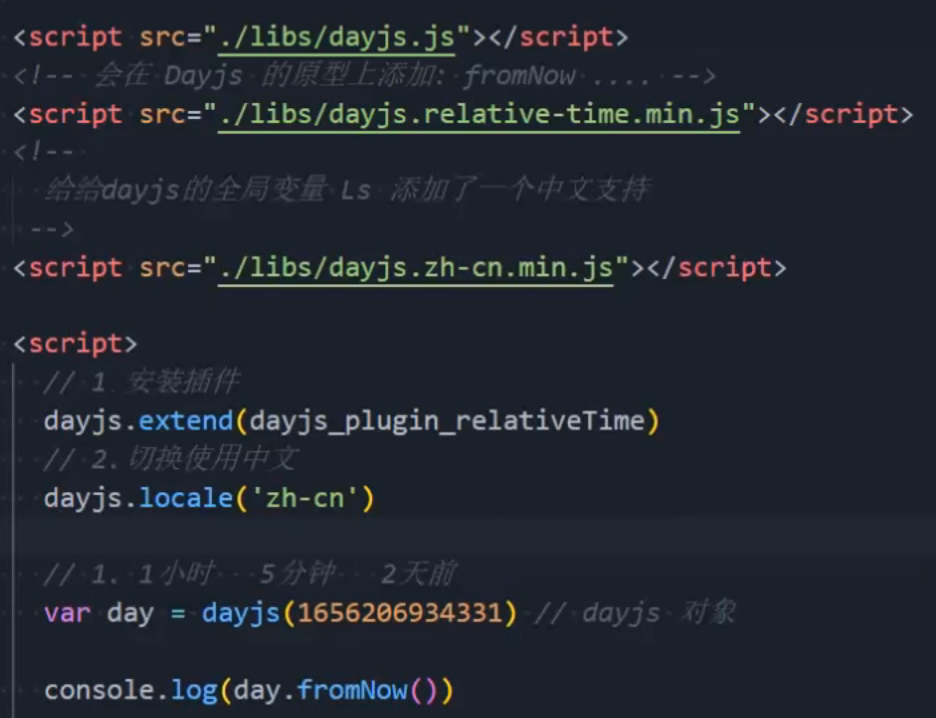 <script src="./libs/dayjs.js"></script>
<!-- 会在 Dayjs 的原型上添加: fromNow .... -->
<script src="./libs/dayjs.relative-time.min.js"></script>
<!--
给给dayjs的全局变量 Ls 添加了一个中文支持
-->
<script src="./libs/dayjs.zh-cn.min.js"></script>
<script>
// 1 安装插件
dayjs.extend(dayjs_plugin_relativeTime)
// 2. 切换使用中文
dayjs.locale('zh-cn')
// 1. 1小时 5分钟 2天前
var day = dayjs(1656206934331) // dayjs 对象
console.log(day.fromNow())